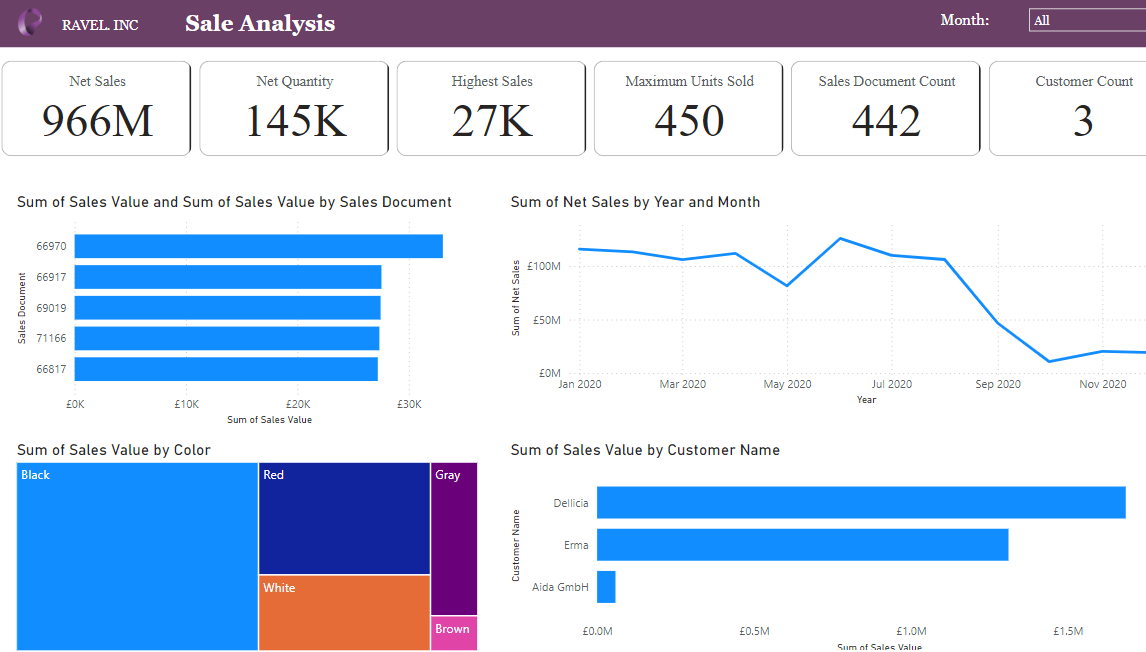 RAVEL. INC
Sale Analysis
Month:
All
Net Sales
966M
Net Quantity
145K
Highest Sales
27K
Maximum Units Sold
450
Sales Document Count
442
Customer Count
3
Sum of Sales Value and Sum of Sales Value by Sales Document
Sales Document
66970
66917
69019
71166
66817
£0K £10K £20K £30K
Sum of Sales Value
Sum of Net Sales by Year and Month
Sum of Net Sales
£100M
£50M
£0M
Jan 2020 Mar 2020 May 2020 Jul 2020 Sep 2020 Nov 2020
Year
Sum of Sales Value by Color
Black
Red
White
Gray
Brown
Sum of Sales Value by Customer Name
Customer Name
Dellicia
Erma
Aida GmbH
£0.0M £0.5M £1.0M £1.5M
Sum of Sales Value